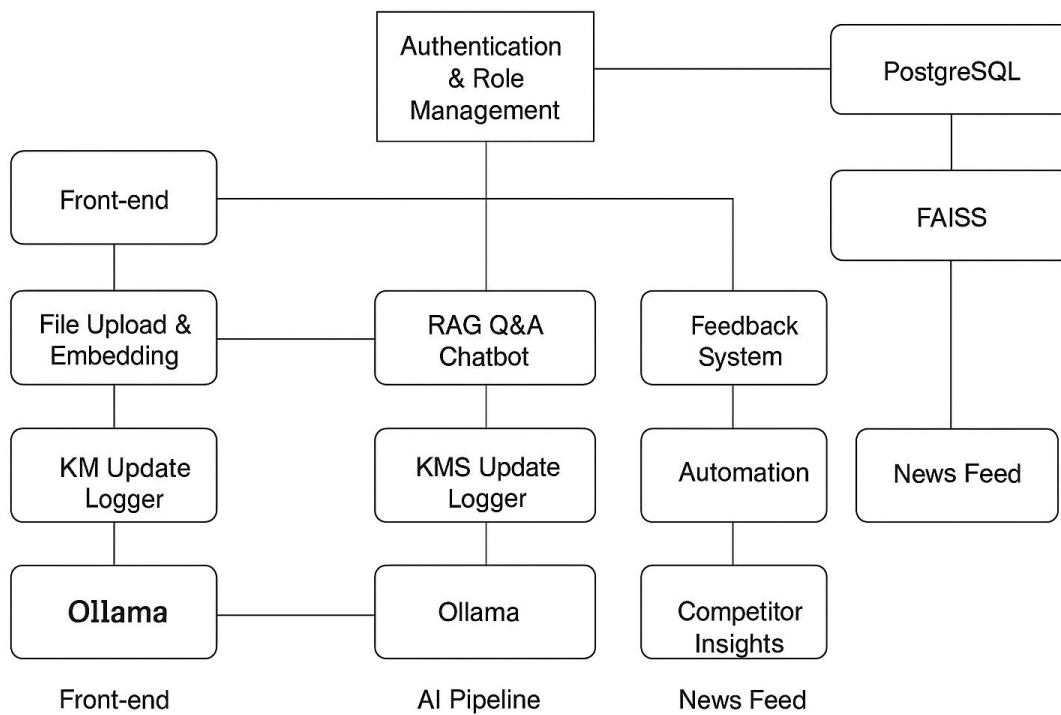 Authentication
& Role
Management
PostgreSQL
Front-end
FAISS
File Upload &
Embedding
RAG Q&A
Chatbot
Feedback
System
KM Update
Logger
KMS Update
Logger
Automation
News Feed
Ollama
Ollama
Competitor
Insights
Front-end
AI Pipeline
News Feed